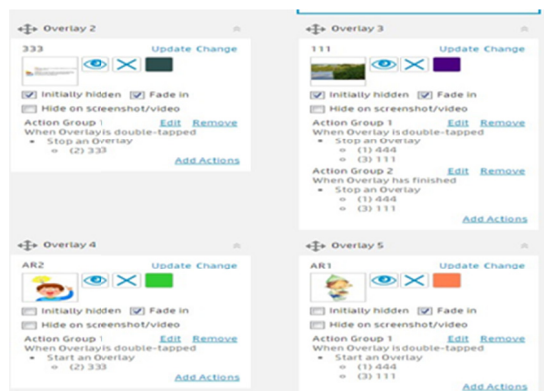 Overlay 2
333
Update Change
Initially hidden Fade in
Hide on screenshot/video
Action Group 1 Edit Remove
When Overlay is double-tapped
• Stop an Overlay
○ (2) 333
Add Actions
Overlay 3
111
Update Change
Initially hidden Fade in
Hide on screenshot/video
Action Group 1 Edit Remove
When Overlay is double-tapped
• Stop an Overlay
○ (1) 444
○ (3) 111
Action Group 2 Edit Remove
When Overlay has finished
• Stop an Overlay
○ (1) 444
○ (3) 111
Add Actions
Overlay 4
AR2
Update Change
Initially hidden Fade in
Hide on screenshot/video
Action Group 1 Edit Remove
When Overlay is double-tapped
• Start an Overlay
○ (2) 333
Add Actions
Overlay 5
AR1
Update Change
Initially hidden Fade in
Hide on screenshot/video
Action Group 1 Edit Remove
When Overlay is double-tapped
• Start an Overlay
○ (1) 444
○ (3) 111
Add Actions